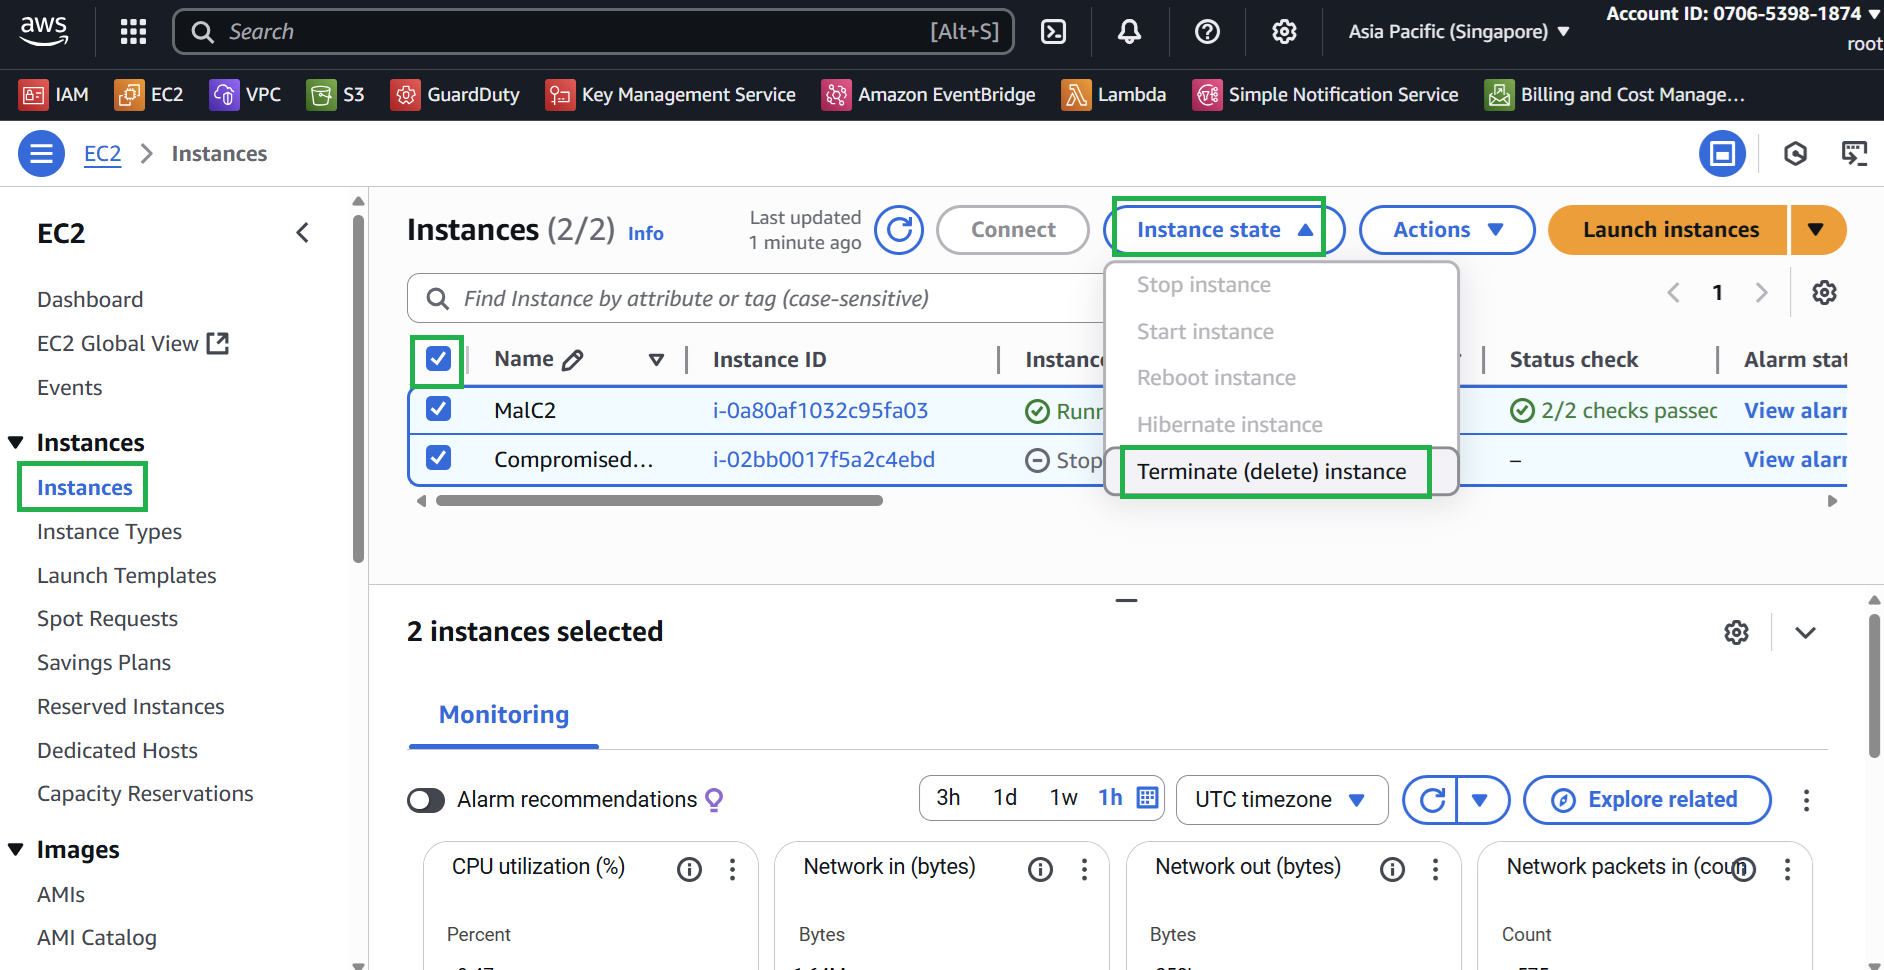 aws
Search [Alt+S]
Asia Pacific (Singapore)
Account ID: 0706-5398-1874
root
IAM EC2 VPC S3 GuardDuty Key Management Service Amazon EventBridge Lambda Simple Notification Service Billing and Cost Manage...
EC2 > Instances
EC2
Dashboard
EC2 Global View
Events
Instances
Instances
Instance Types
Launch Templates
Spot Requests
Savings Plans
Reserved Instances
Dedicated Hosts
Capacity Reservations
Images
AMIs
AMI Catalog
Instances (2/2) Info
Last updated
1 minute ago
Connect
Instance state
Actions
Launch instances
Find Instance by attribute or tag (case-sensitive)
1
Stop instance
Start instance
Reboot instance
Hibernate instance
Terminate (delete) instance
Name Instance ID Instanc Status check Alarm stat
MalC2 i-0a80af1032c95fa03 Runn 2/2 checks passed View alar
Compromised... i-02bb0017f5a2c4ebd Stop – View alar
2 instances selected
Monitoring
Alarm recommendations
3h 1d 1w 1h
UTC timezone
Explore related
CPU utilization (%)
Percent
Network in (bytes)
Bytes
Network out (bytes)
Bytes
Network packets in (coun
Count